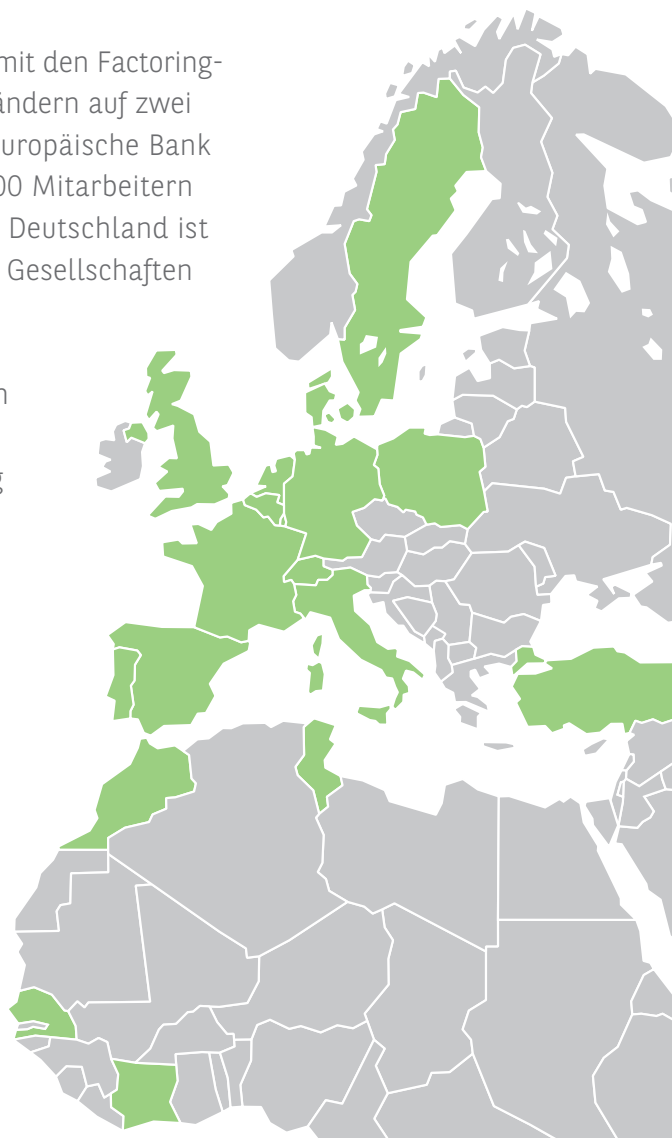 mit den Factoring-
ändern auf zwei
uropäische Bank
00 Mitarbeitern
Deutschland ist
Gesellschaften
n
g